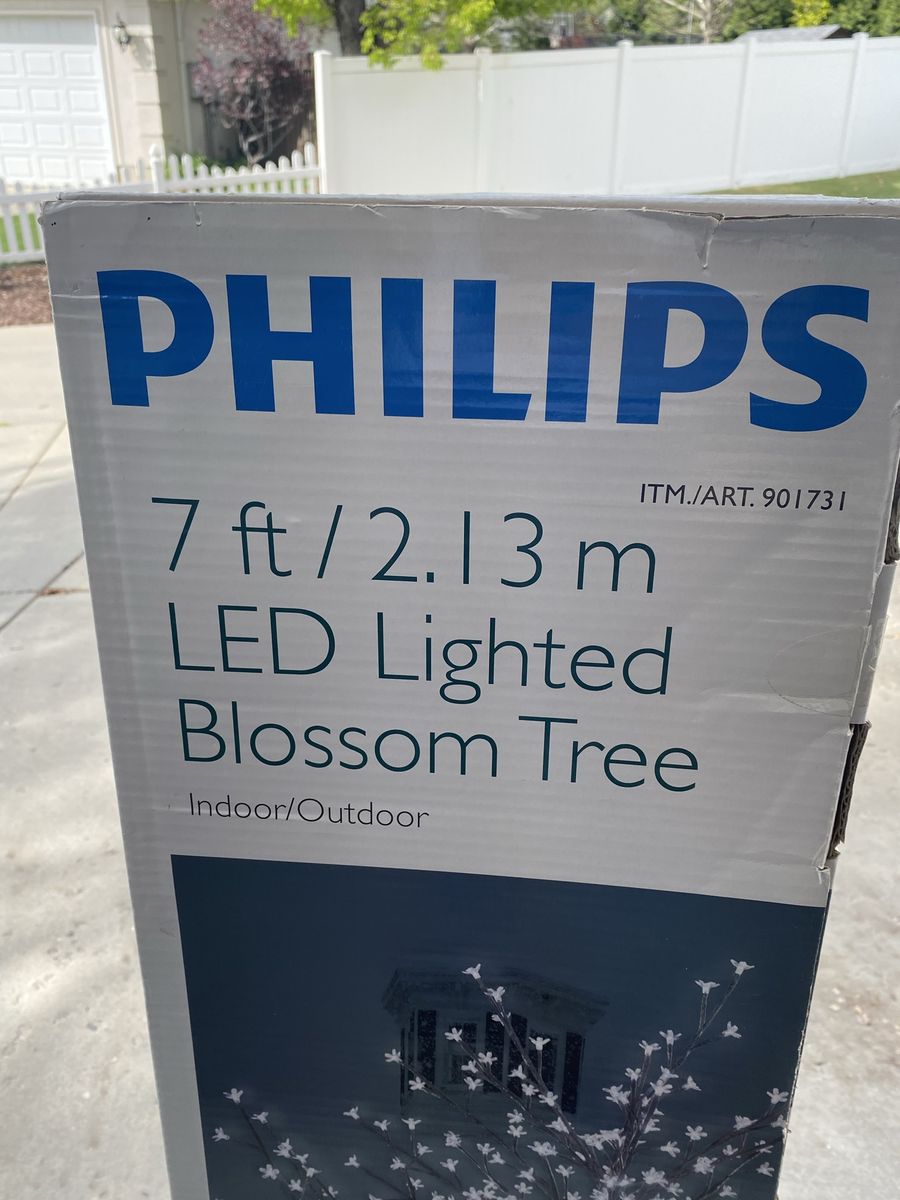 PHILIPS
ITM./ART. 901731
7 ft / 2.13 m
LED Lighted
Blossom Tree
Indoor/Outdoor